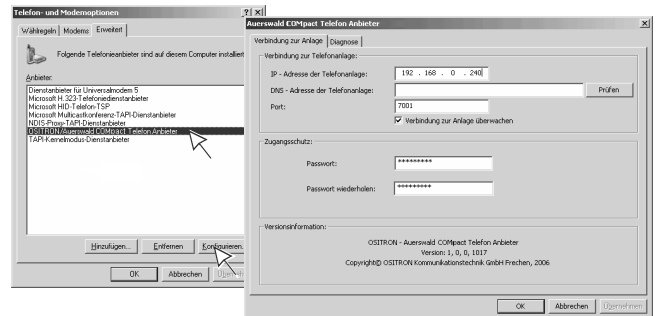 Telefon- und Modemoptionen
Wählregeln
Modems
Erweitert
Folgende Telefonieanbieter sind auf diesem Computer installiert
Anbieter:
Dienstanbieter für Universalmodem 5
Microsoft H.323-Telefoniedienstanbieter
Microsoft HID-Telefon-TSP
Microsoft Multicastkonferenz-TAPI-Dienstanbieter
NDIS-Proxy-TAPI-Dienstanbieter
OSITRON/Auerswald COMpact Telefon Anbieter
TAPI-Kernelmodus-Dienstanbieter
Hinzufügen...
Entfernen
Konfigurieren.
OK
Abbrechen
Auerswald COMpact Telefon Anbieter
Verbindung zur Anlage
Diagnose
Verbindung zur Telefonanlage:
IP - Adresse der Telefonanlage:
192 . 168 . 0 . 240
DNS - Adresse der Telefonanlage:
Prüfen
Port:
7001
Verbindung zur Anlage überwachen
Zugangsschutz:
Passwort:
*********
Passwort wiederholen:
*********
Versionsinformation:
OSITRON - Auerswald COMpact Telefon Anbieter
Version: 1, 0, 0, 1017
Copyright© OSITRON Kommunikationstechnik GmbH Frechen, 2006
OK
Abbrechen
Übernehmen